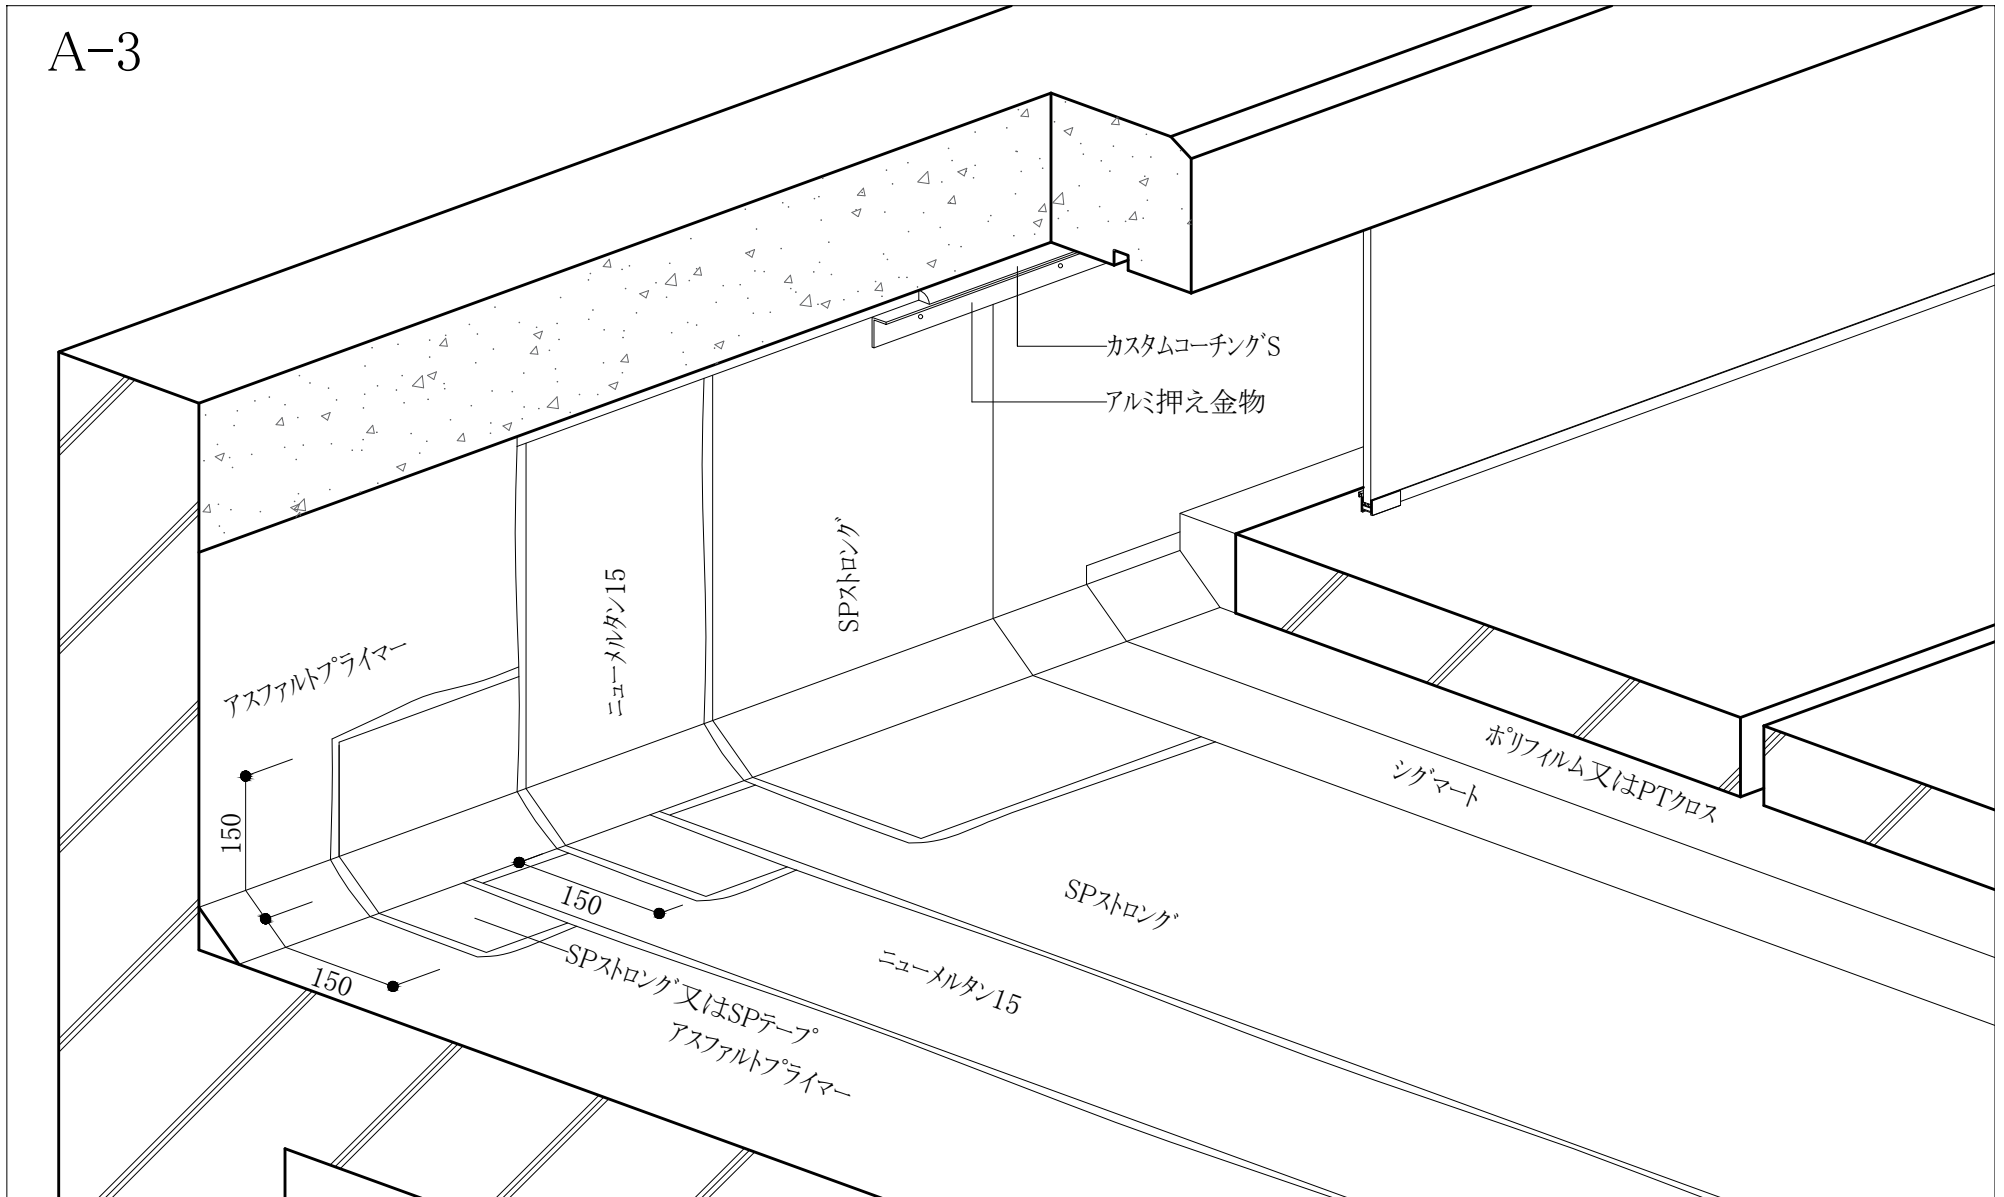 A-3
カスタムコーチングS
アルミ押え金物
SPストロング
ニューメルタン15
アスファルトプライマー
150
150
150
ポリフィルム又はPTクロス
シグマート
SPストロング
ニューメルタン15
SPストロング又はSPテープ
アスファルトプライマー